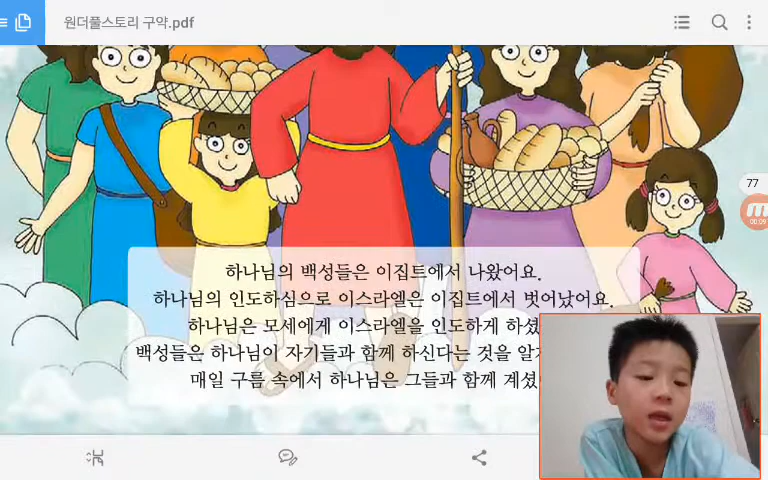 원더풀스토리 구약.pdf
77
하나님의 백성들은 이집트에서 나왔어요.
하나님의 인도하심으로 이스라엘은 이집트에서 벗어났어요.
하나님은 모세에게 이스라엘을 인도하게 하셨
백성들은 하나님이 자기들과 함께 하신다는 것을 알
매일 구름 속에서 하나님은 그들과 함께 계셨